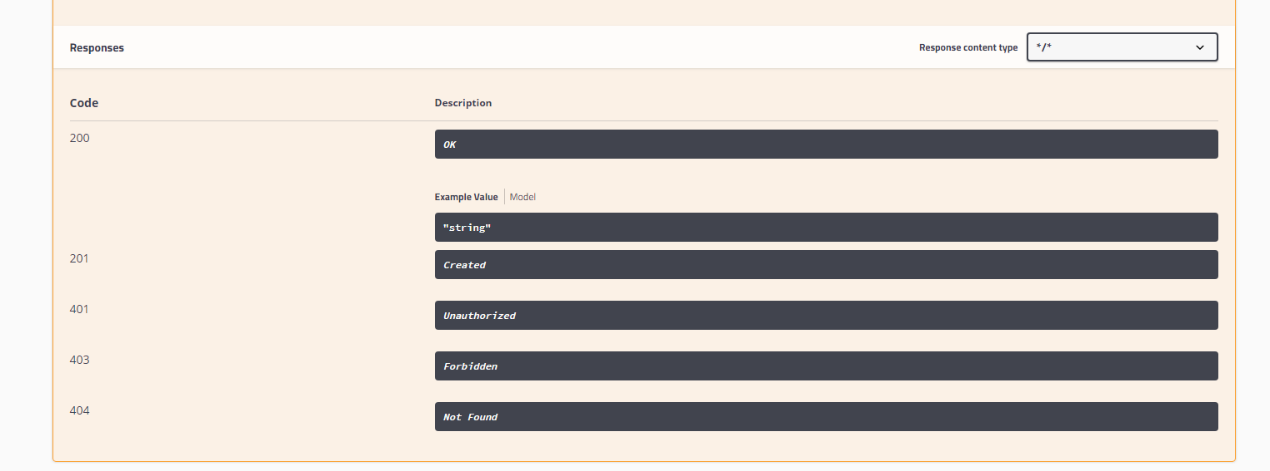 Responses
Response content type */*
Code Description
200 OK
Example Value Model
"string"
201 Created
401 Unauthorized
403 Forbidden
404 Not Found